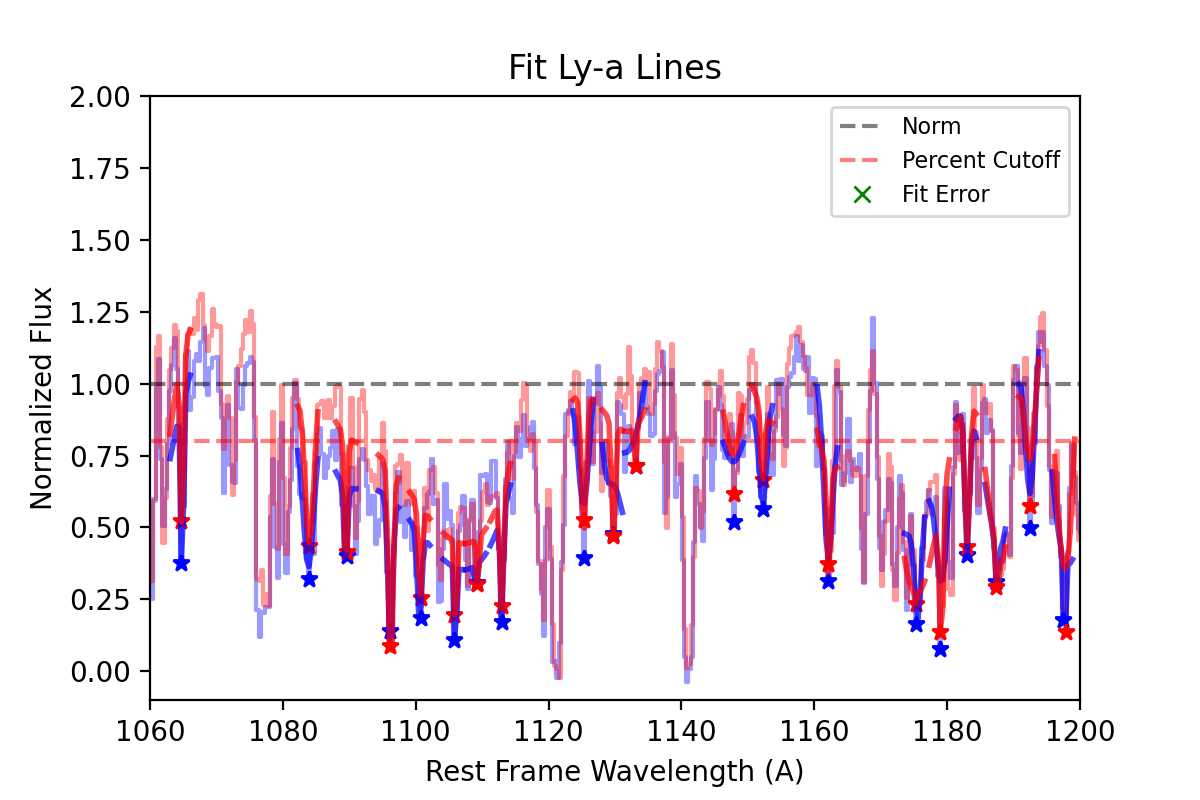 Fit Ly-a Lines
2.00
1.75
1.50
1.25
1.00
0.75
0.50
0.25
0.00
Normalized Flux
Norm
Percent Cutoff
Fit Error
1060 1080 1100 1120 1140 1160 1180 1200
Rest Frame Wavelength (A)